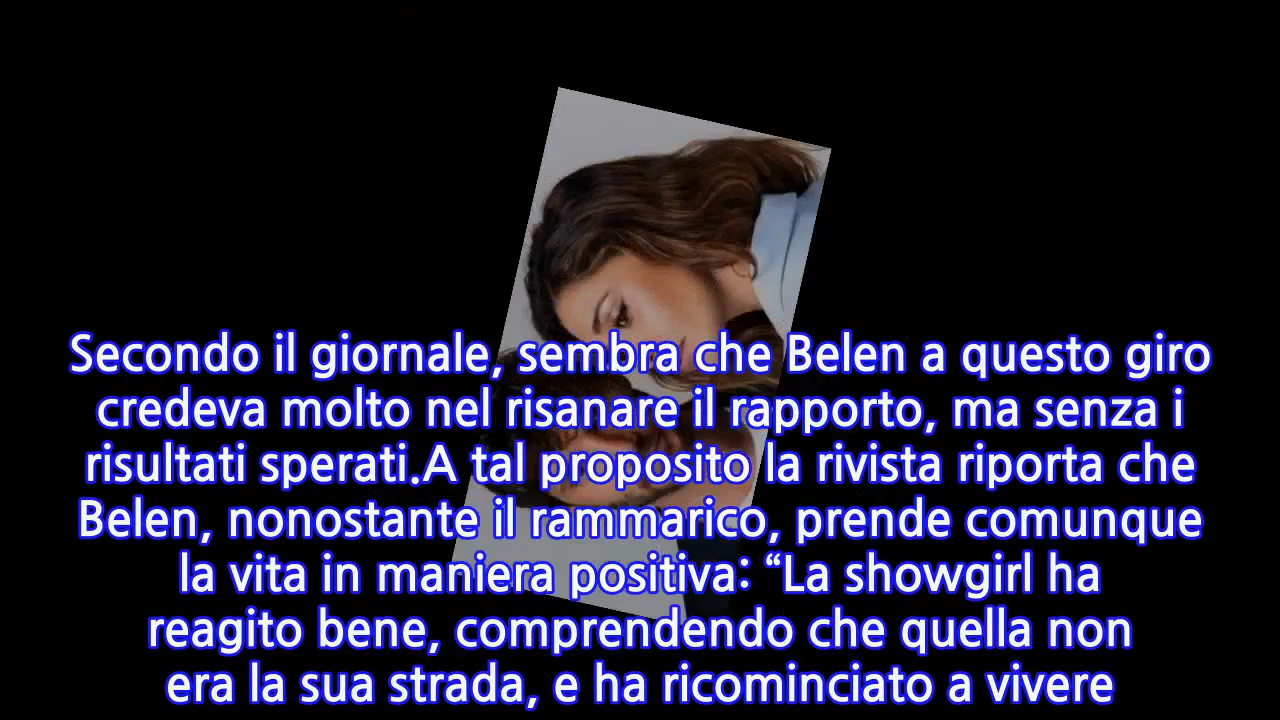 Secondo il giornale, sembra che Belen a questo giro
credeva molto nel risanare il rapporto, ma senza i
risultati sperati.A tal proposito la rivista riporta che
Belen, nonostante il rammarico, prende comunque
la vita in maniera positiva: “La showgirl ha
reagito bene, comprendendo che quella non
era la sua strada, e ha ricominciato a vivere